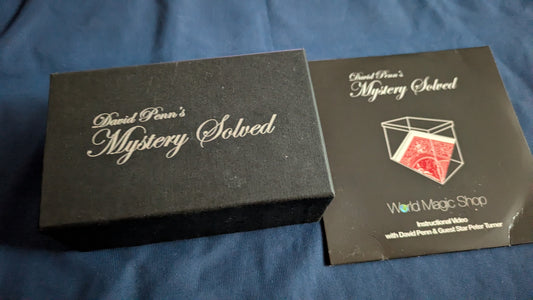 David Penn's
Mystery Solved
David Penn's
Mystery Solved
World Magic Shop
Instructional Video
with David Penn & Guest Star Peter Turner